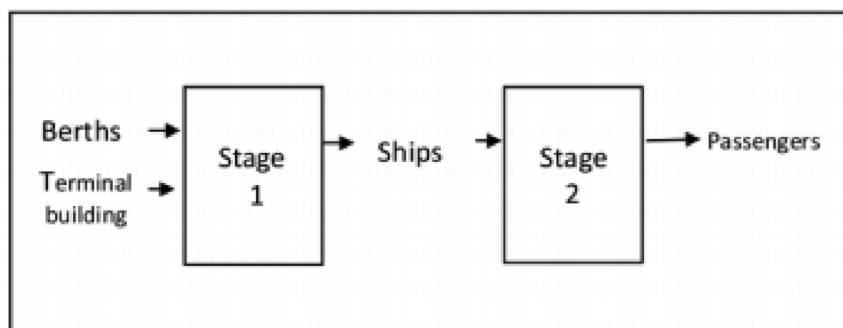 Berths
Terminal
building
Stage
1
Ships
Stage
2
Passengers